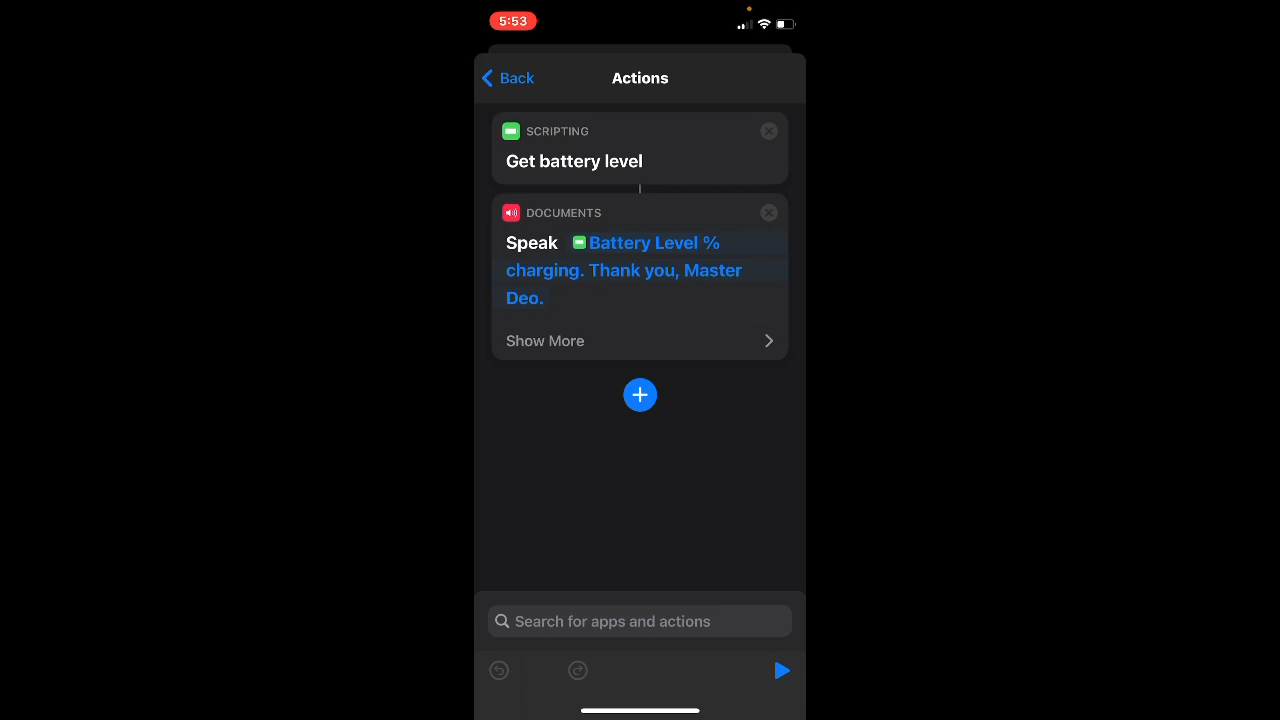 5:53
Back
Actions
SCRIPTING
Get battery level
DOCUMENTS
Speak Battery Level %
charging. Thank you, Master
Deo.
Show More
Search for apps and actions